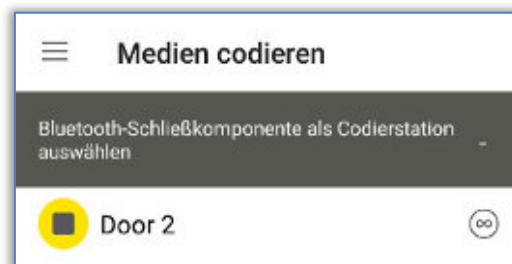 Medien codieren
Bluetooth-Schließkomponente als Codierstation
auswählen
Door 2